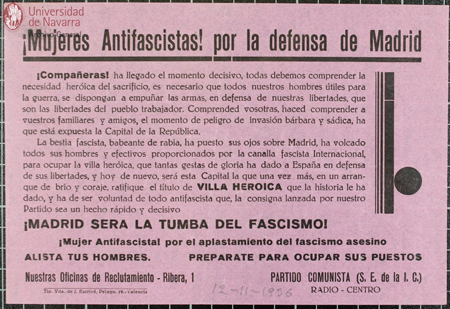 Universidad
de Navarra
¡Mujeres Antifascistas! por la defensa de Madrid
¡Compañeras! ha llegado el momento decisivo, todas debemos comprender la
necesidad heróica del sacrificio, es necesario que todos nuestros hombres útiles para
la guerra, se dispongan a empuñar las armas, en defensa de nuestras libertades, que
son las libertades del pueblo trabajador. Comprended vosotras, haced comprender a
vuestros familiares y amigos, el momento de peligro de invasión bárbara y sádica, ha
que está expuesta la Capital de la República.
La bestia fascista, babeante de rabia, ha puesto sus ojos sobre Madrid, ha volcado
todos sus hombres y efectivos proporcionados por la canalla fascista Internacional,
para ocupar la villa heróica, que tantas gestas de gloria ha dado a España en defensa
de sus libertades, y hoy de nuevo, será esta Capital la que una vez más, en un arran-
que de brio y coraje, ratifique el titulo de VILLA HEROICA que la historia le ha
dado, y ha de ser voluntad de todo antifascista que, la consigna lanzada por nuestro
Partido sea un hecho rápido y decisivo
¡MADRID SERA LA TUMBA DEL FASCISMO!
¡Mujer Antifascista! por el aplastamiento del fascismo asesino
ALISTA TUS HOMBRES. PREPARATE PARA OCUPAR SUS PUESTOS
Nuestras Oficinas de Reclutamiento - Ribera, 1 PARTIDO COMUNISTA (S. E. de la I. C.)
RADIO - CENTRO
12-11-1936